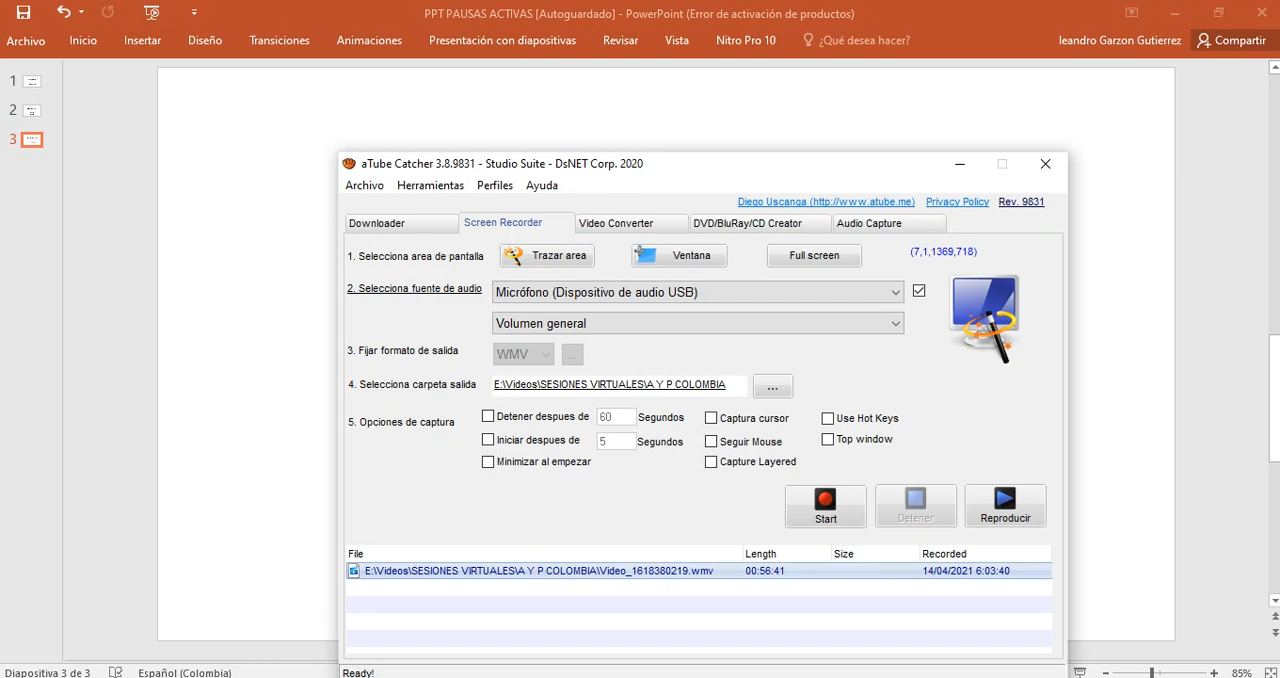 PPT PAUSAS ACTIVAS [Autoguardado] - PowerPoint (Error de activación de productos)
Archivo Inicio Insertar Diseño Transiciones Animaciones Presentación con diapositivas Revisar Vista Nitro Pro 10 ¿Qué desea hacer? leandro Garzon Gutierrez Compartir
1
2
3
aTube Catcher 3.8.9831 - Studio Suite - DsNET Corp. 2020
Archivo Herramientas Perfiles Ayuda
Diego Uscanga (http://www.atube.me) Privacy Policy Rev. 9831
Downloader Screen Recorder Video Converter DVD/BluRay/CD Creator Audio Capture
1. Selecciona area de pantalla Trazar area Ventana Full screen (7,1,1369,718)
2. Selecciona fuente de audio Micrófono (Dispositivo de audio USB)
Volumen general
3. Fijar formato de salida WMV ...
4. Selecciona carpeta salida E:\Videos\SESIONES VIRTUALES\A Y P COLOMBIA ...
5. Opciones de captura Detener despues de 60 Segundos Captura cursor Use Hot Keys
Iniciar despues de 5 Segundos Seguir Mouse Top window
Minimizar al empezar Capture Layered
Start Detener Reproducir
File Length Size Recorded
E:\Videos\SESIONES VIRTUALES\A Y P COLOMBIA\Video_1618380219.wmv 00:56:41 14/04/2021 6:03:40
Ready!
Diapositiva 3 de 3 Español (Colombia) 85%